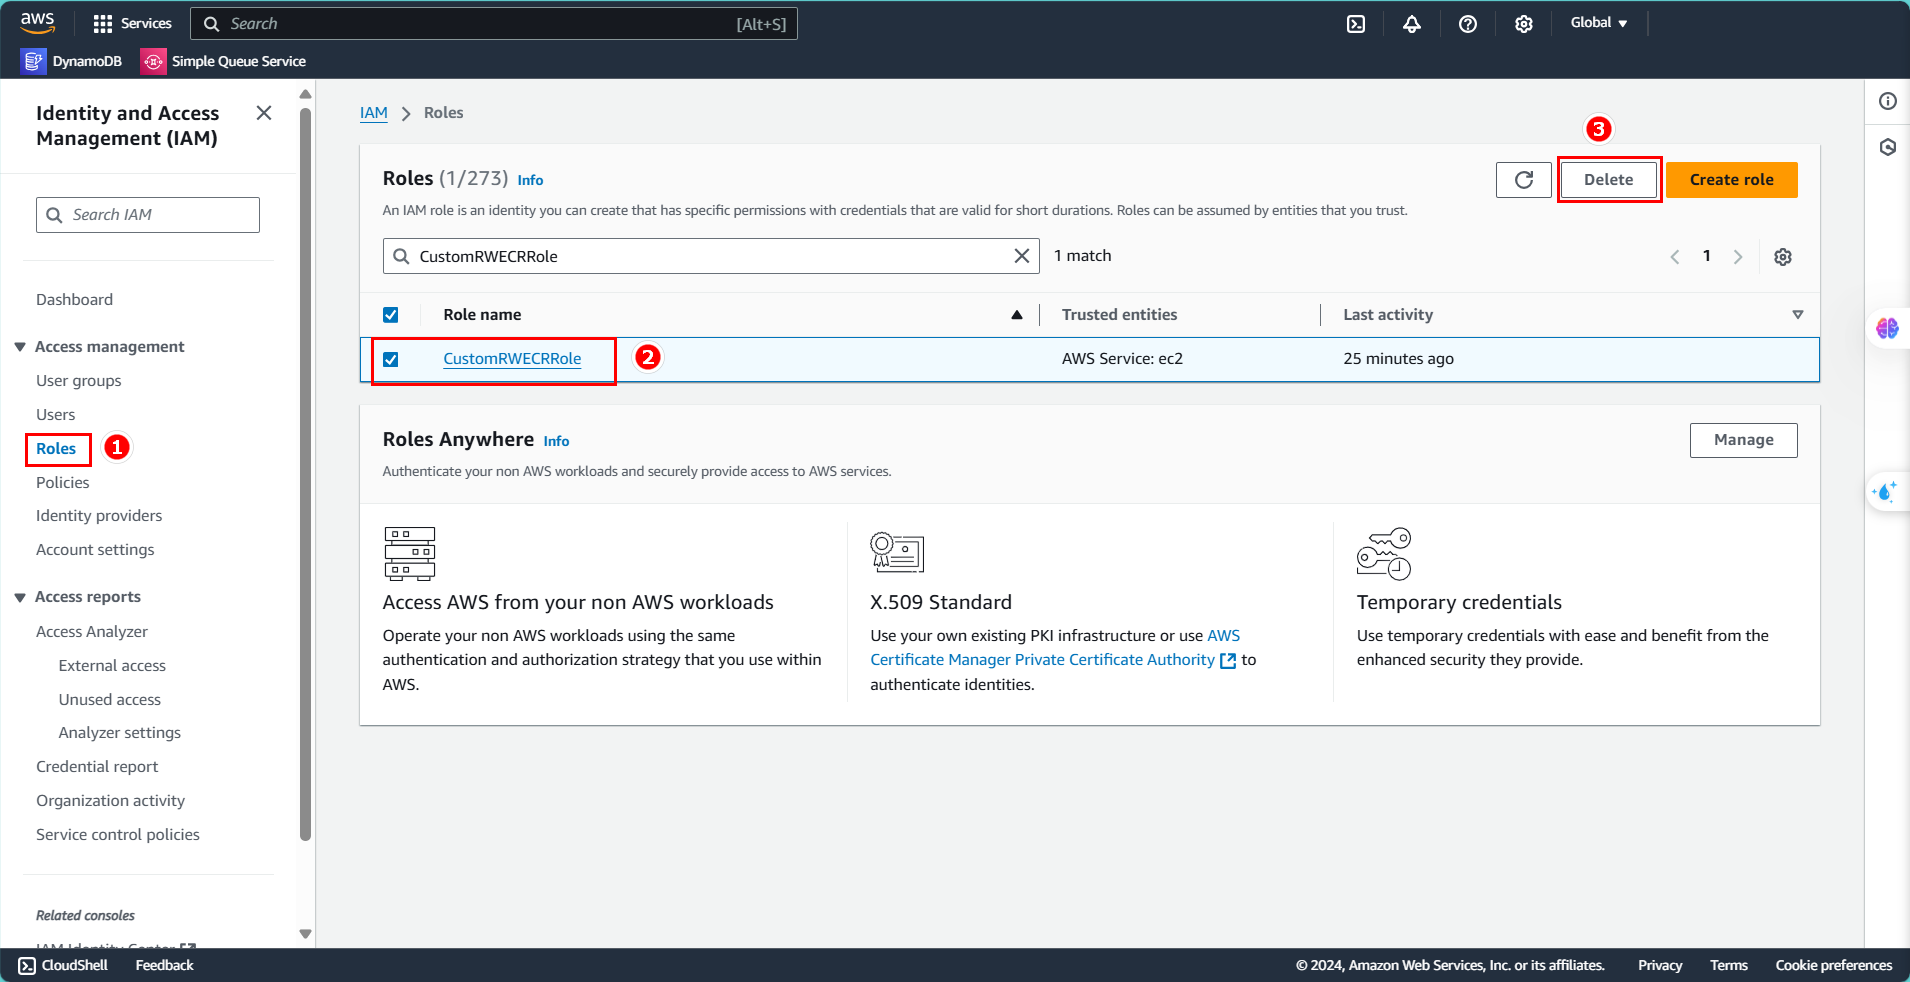 aws
Services
Search
[Alt+S]
Global
DynamoDB
Simple Queue Service
Identity and Access
Management (IAM)
Search IAM
Dashboard
Access management
User groups
Users
Roles
1
Policies
Identity providers
Account settings
Access reports
Access Analyzer
External access
Unused access
Analyzer settings
Credential report
Organization activity
Service control policies
Related consoles
IAM Identity Center
IAM
Roles
3
Roles (1/273) Info
Delete
Create role
An IAM role is an identity you can create that has specific permissions with credentials that are valid for short durations. Roles can be assumed by entities that you trust.
CustomRWECRRole
1 match
1
Role name
Trusted entities
Last activity
CustomRWECRRole
2
AWS Service: ec2
25 minutes ago
Roles Anywhere Info
Manage
Authenticate your non AWS workloads and securely provide access to AWS services.
Access AWS from your non AWS workloads
Operate your non AWS workloads using the same
authentication and authorization strategy that you use within
AWS.
X.509 Standard
Use your own existing PKI infrastructure or use AWS
Certificate Manager Private Certificate Authority to
authenticate identities.
Temporary credentials
Use temporary credentials with ease and benefit from the
enhanced security they provide.
CloudShell
Feedback
© 2024, Amazon Web Services, Inc. or its affiliates.
Privacy
Terms
Cookie preferences